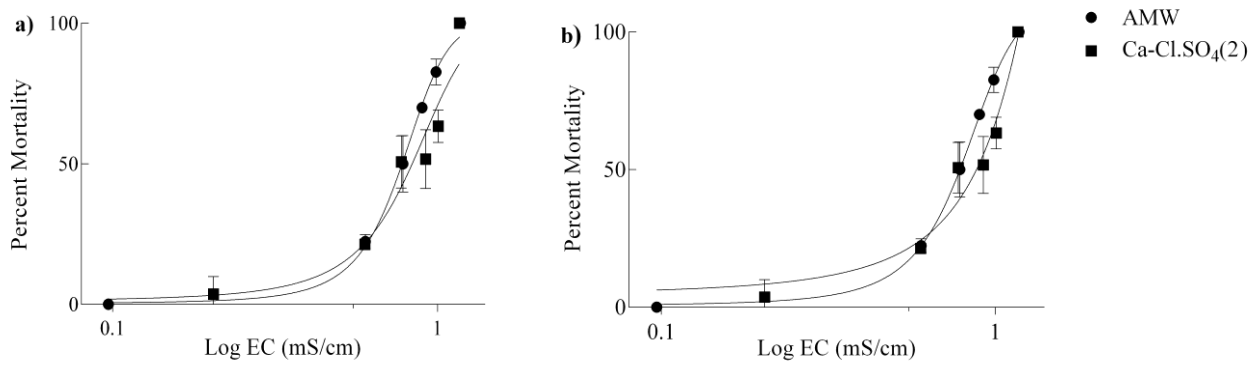 a)
100
50
0
Percent Mortality
0.1
1
Log EC (mS/cm)
b)
100
50
0
Percent Mortality
0.1
1
Log EC (mS/cm)
AMW
Ca-Cl.SO₄(2)